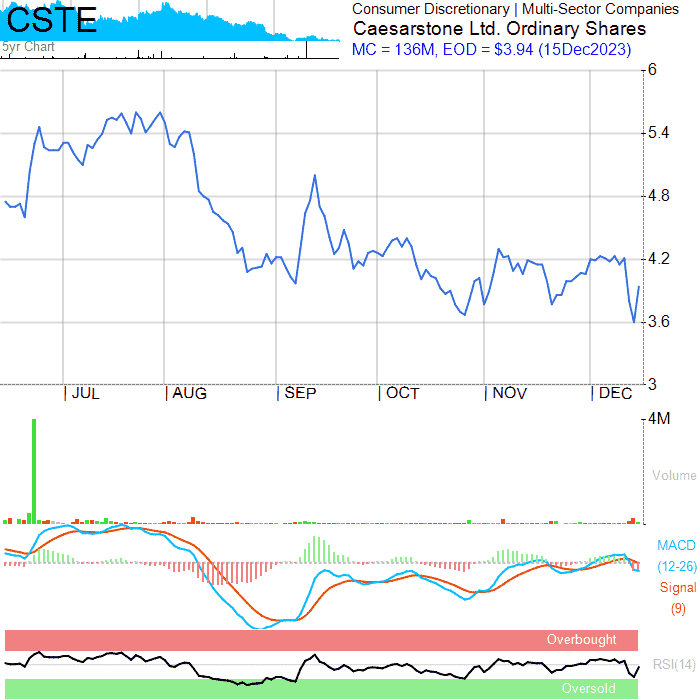 CSTE
5yr Chart
Consumer Discretionary | Multi-Sector Companies
Caesarstone Ltd. Ordinary Shares
MC = 136M, EOD = $3.94 (15Dec2023)
6
5.4
4.8
4.2
3.6
3
| JUL | AUG | SEP | OCT | NOV | DEC
4M
Volume
MACD
(12-26)
Signal
(9)
Overbought
RSI(14)
Oversold